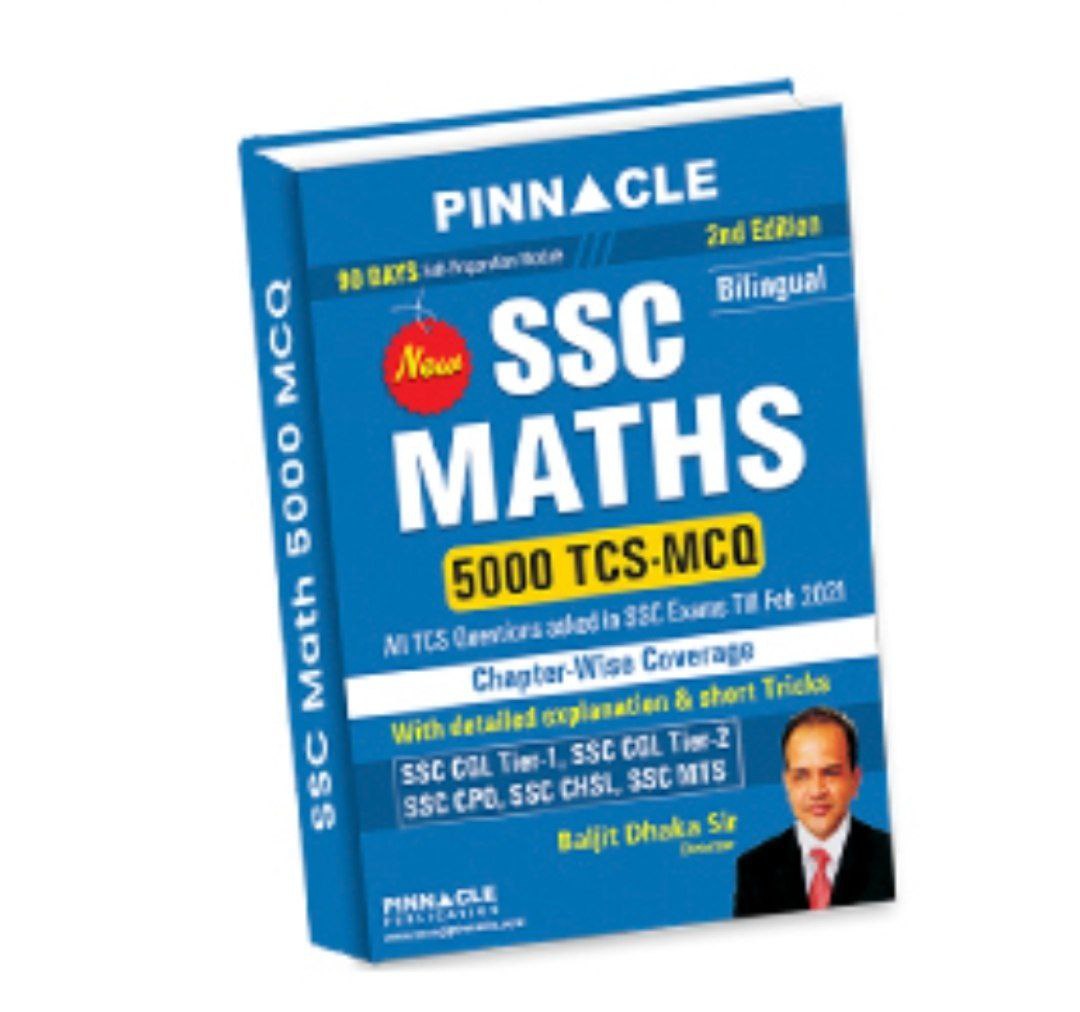 PINNACLE
2nd Edition
90 DAYS
Bilingual
New
SSC
MATHS
5000 TCS-MCQ
All TCS Questions asked in SSC Exams Till Feb 2021
Chapter-Wise Coverage
With detailed explanation & short Tricks
SSC CGL Tier-1, SSC CGL Tier-2
SSC CPO, SSC CHSL, SSC MTS
Baljit Dhaka Sir
PINNACLE
PUBLICATION
SSC Math 5000 MCQ